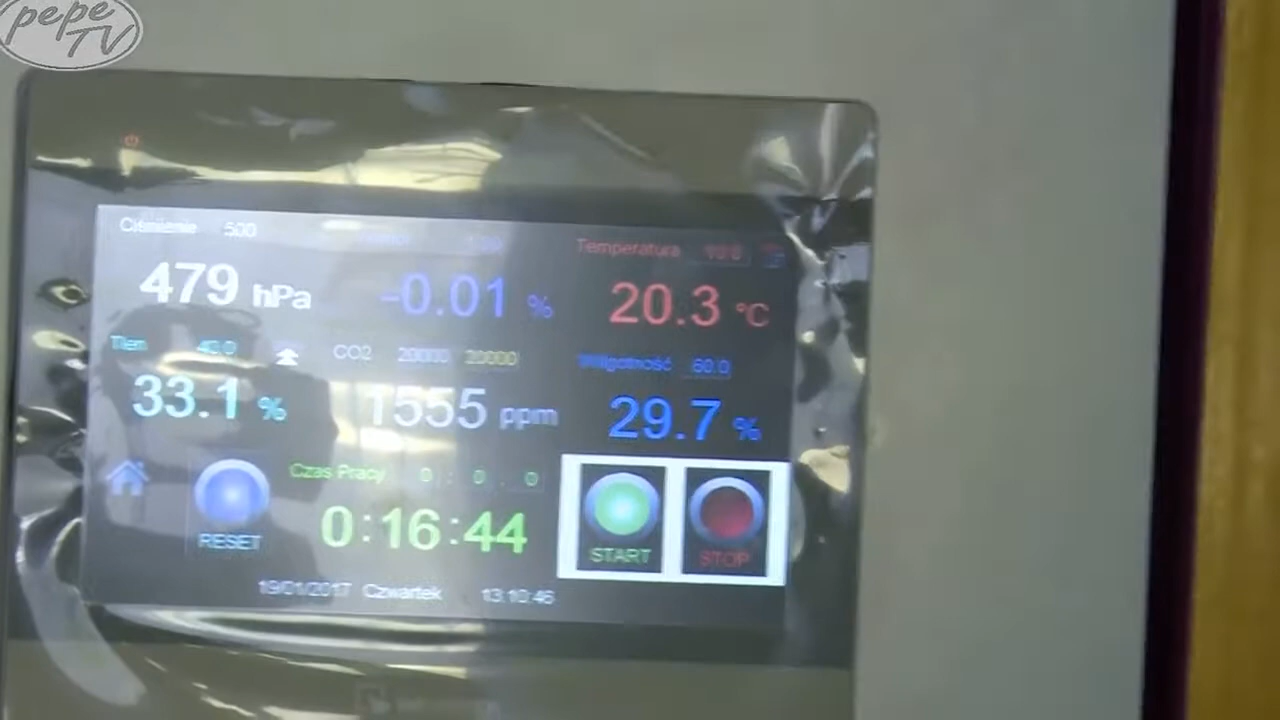 pepe
TV
Ciśnienie 500
Temperatura
479 hPa -0.01 % 20.3 °C
Tlen 40.0 CO2 20000 20000 Wilgotność 60.0
33.1 % 1555 ppm 29.7 %
Czas Pracy 0 : 0 . 0
RESET 0:16:44 START STOP
19/01/2017 Czwartek 13:10:46